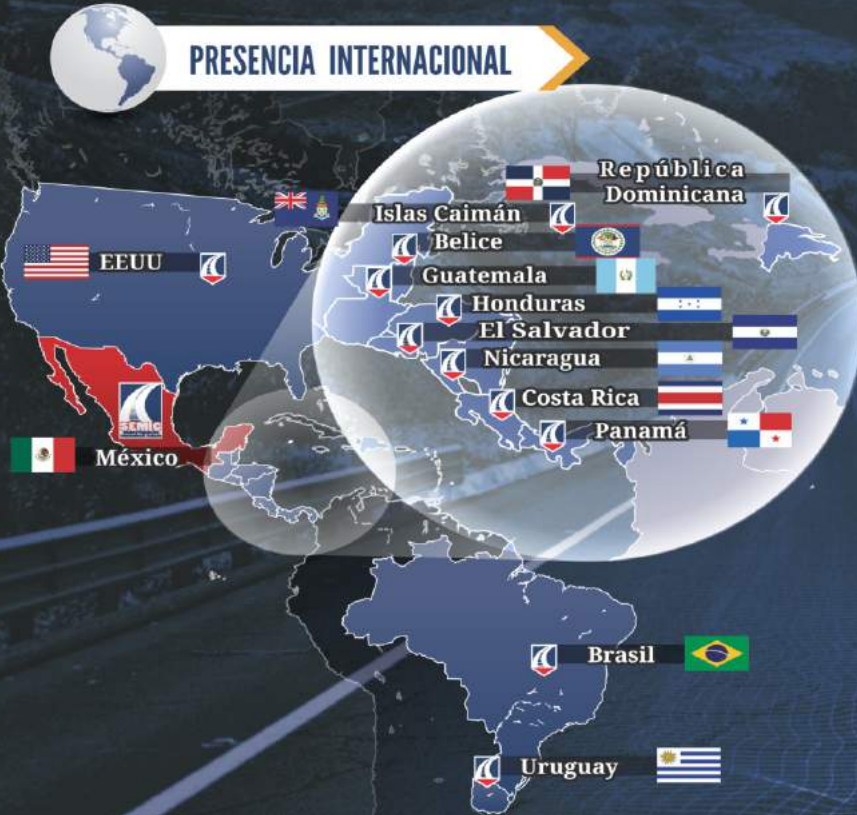 PRESENCIA INTERNACIONAL
República
Dominicana
Islas Caimán
Belice
EEUU
Guatemala
Honduras
El Salvador
Nicaragua
Costa Rica
SEMIC
Panamá
México
Brasil
Uruguay